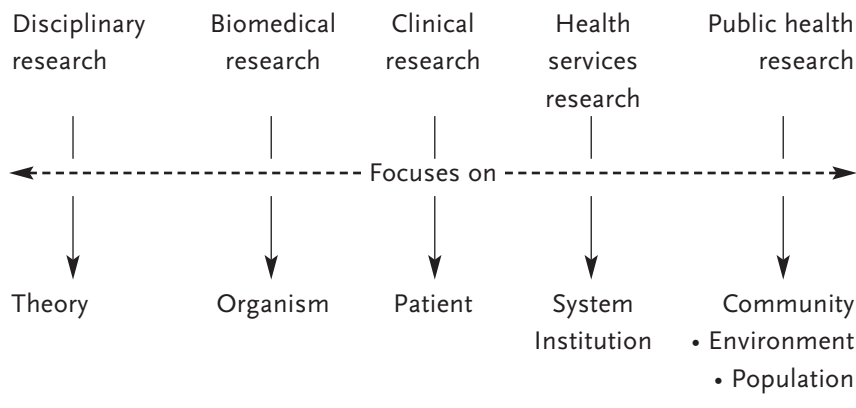 Disciplinary
research
Biomedical
research
Clinical
research
Health
services
research
Public health
research
Focuses on
Theory
Organism
Patient
System
Institution
Community
• Environment
• Population